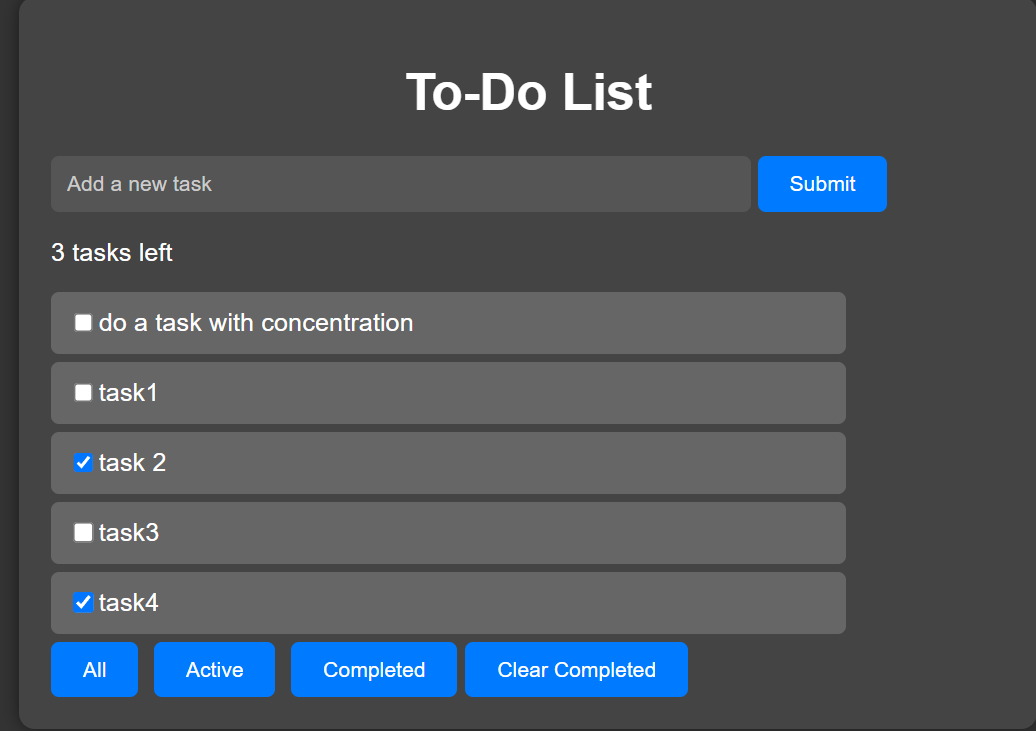 To-Do List
Add a new task
Submit
3 tasks left
do a task with concentration
task1
task 2
task3
task4
All
Active
Completed
Clear Completed